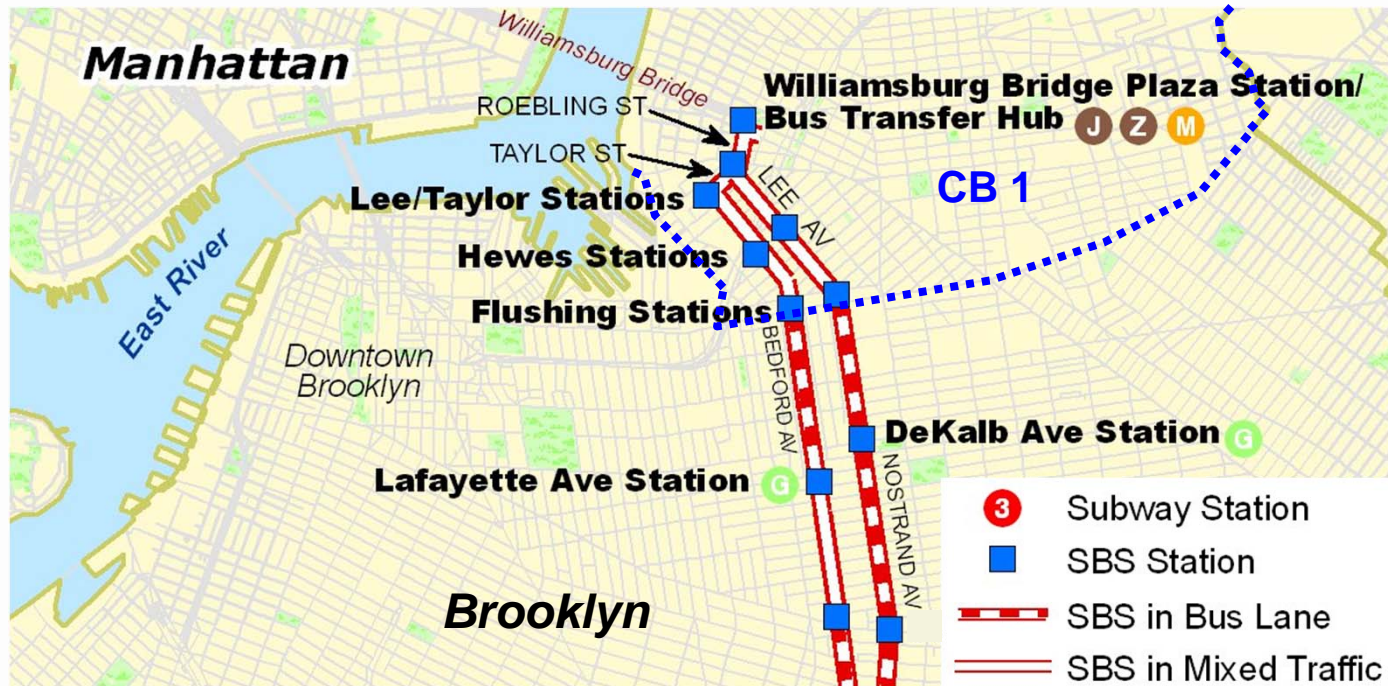 Manhattan
Williamsburg Bridge
Williamsburg Bridge Plaza Station/
Bus Transfer Hub J Z M
ROEBLING ST
TAYLOR ST
LEE AV
CB 1
Lee/Taylor Stations
Hewes Stations
Flushing Stations
East River
Downtown
Brooklyn
BEDFORD AV
DeKalb Ave Station G
Lafayette Ave Station G
NOSTRAND AV
Brooklyn
3 Subway Station
SBS Station
SBS in Bus Lane
SBS in Mixed Traffic